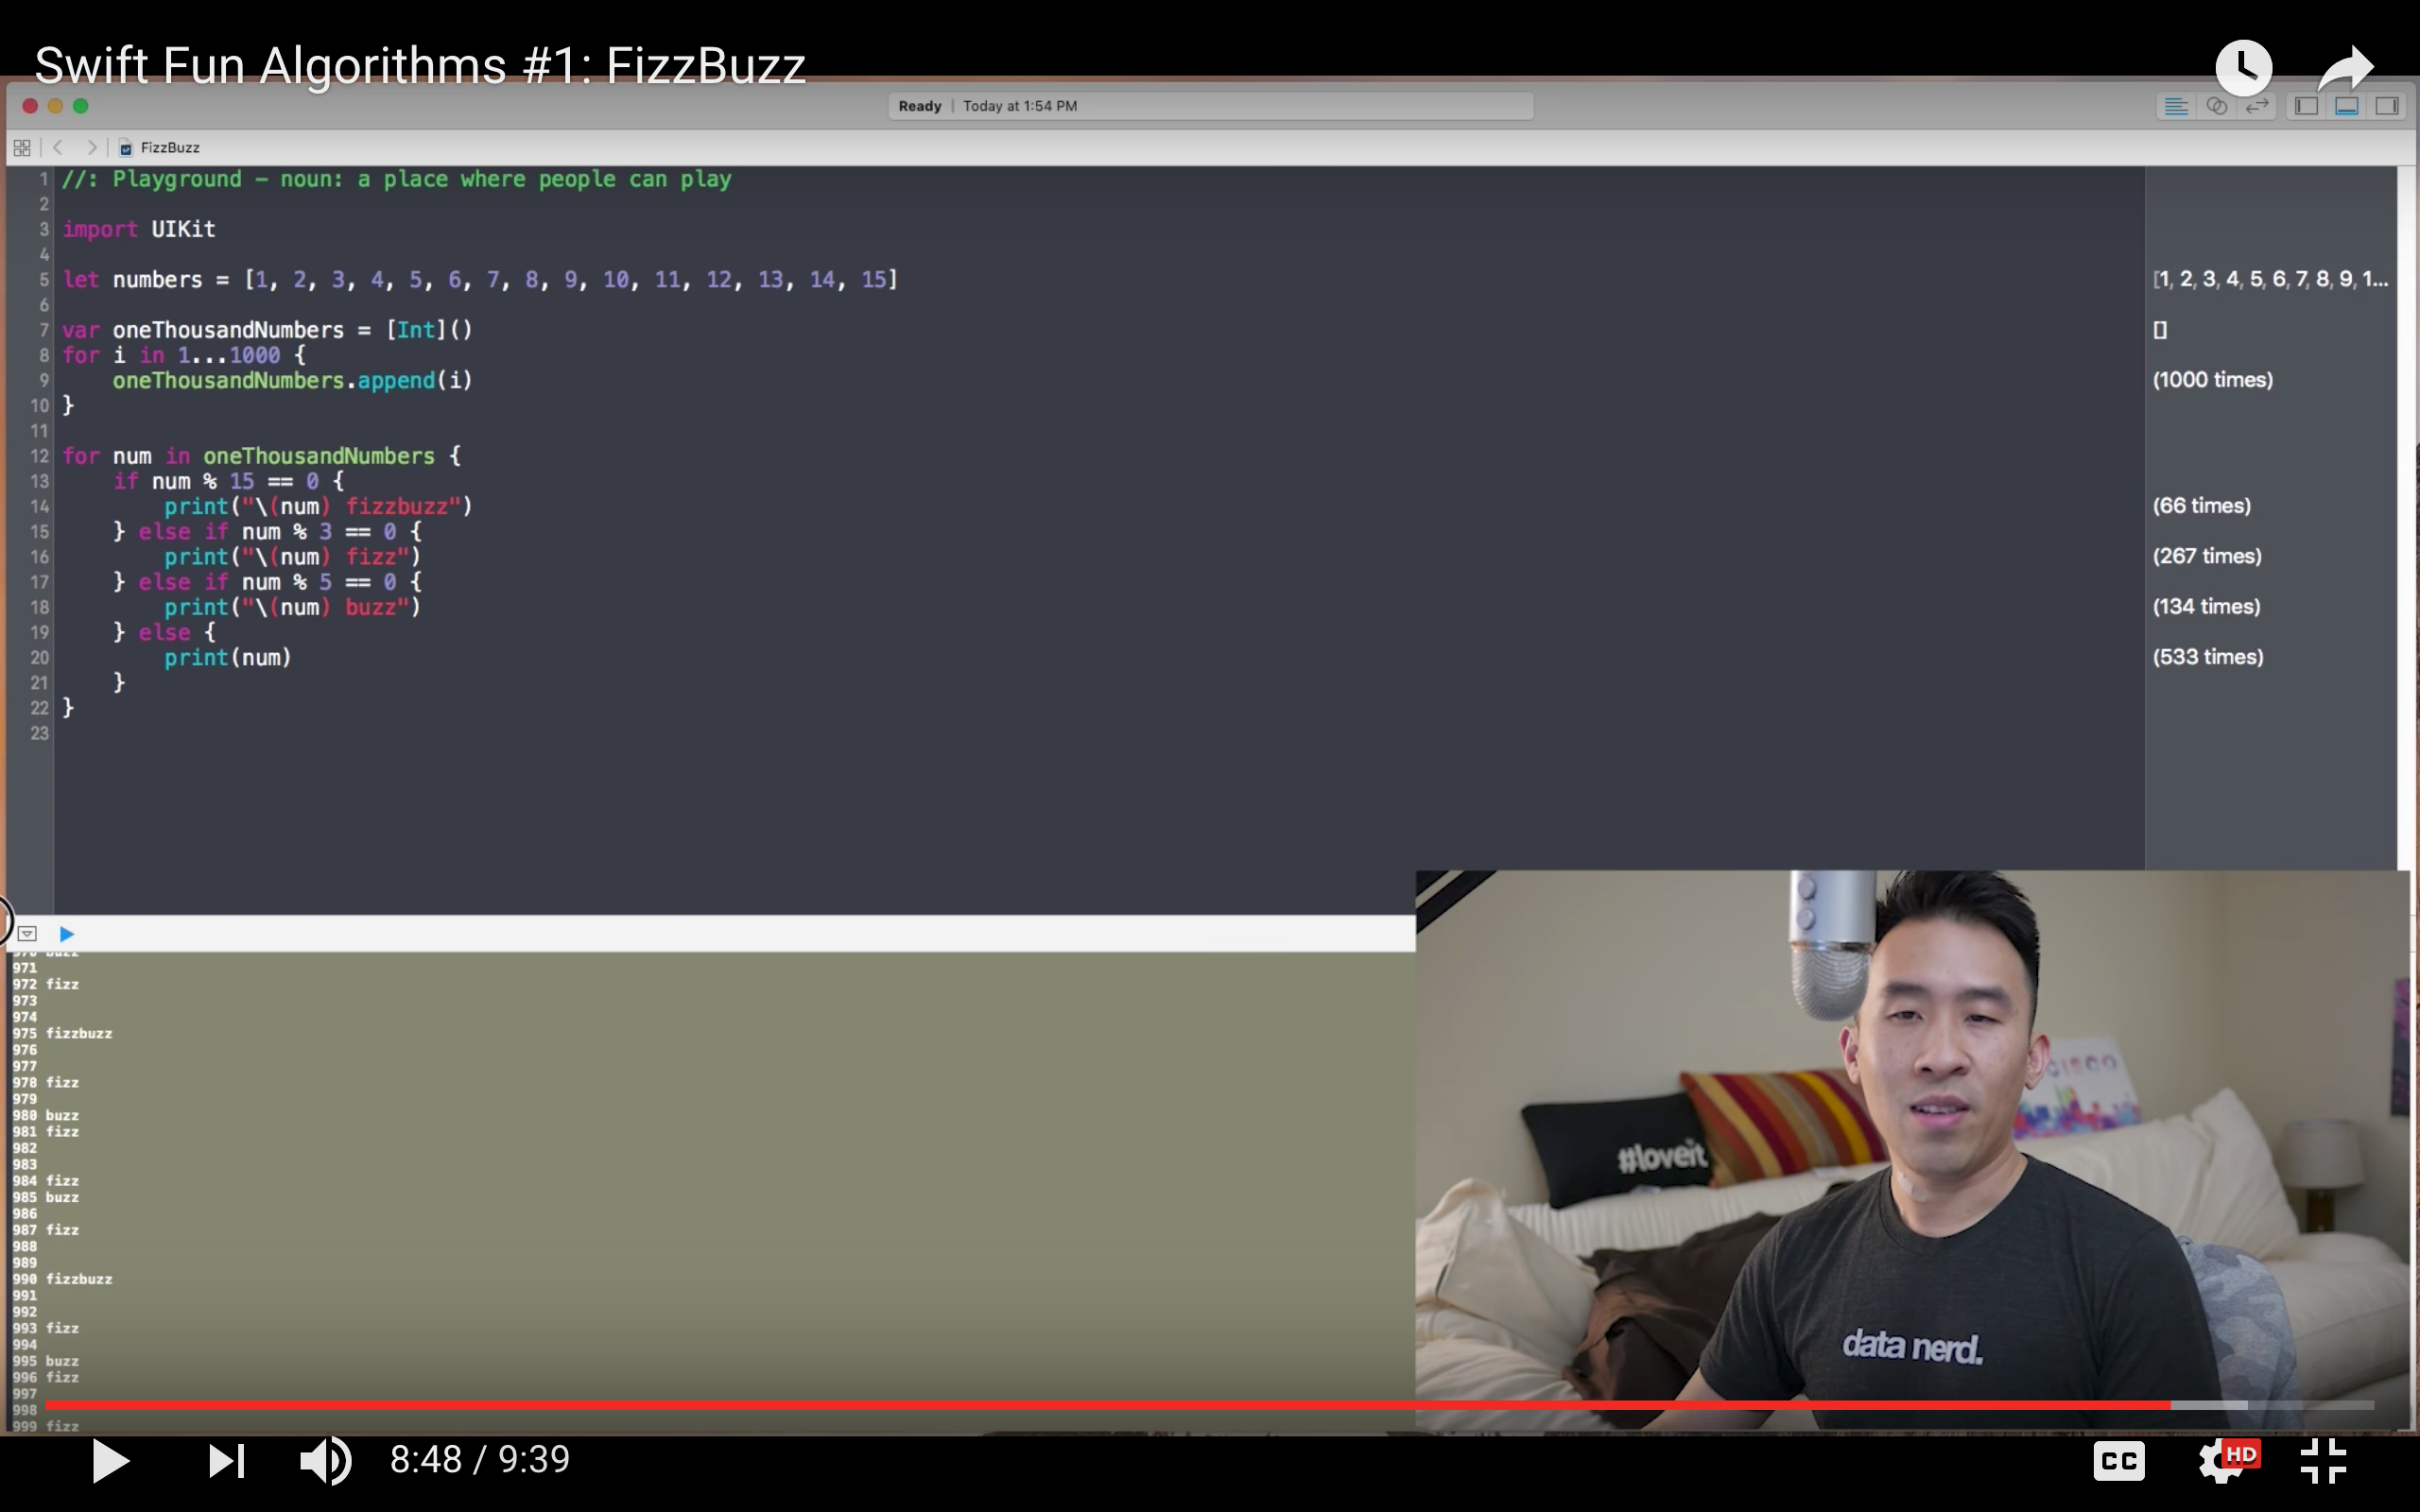 Swift Fun Algorithms #1: FizzBuzz
Ready | Today at 1:54 PM
FizzBuzz
1 //: Playground – noun: a place where people can play
2
3 import UIKit
4
5 let numbers = [1, 2, 3, 4, 5, 6, 7, 8, 9, 10, 11, 12, 13, 14, 15] [1, 2, 3, 4, 5, 6, 7, 8, 9, 1...
6
7 var oneThousandNumbers = [Int]() []
8 for i in 1...1000 {
9 oneThousandNumbers.append(i) (1000 times)
10 }
11
12 for num in oneThousandNumbers {
13 if num % 15 == 0 {
14 print("\(num) fizzbuzz") (66 times)
15 } else if num % 3 == 0 {
16 print("\(num) fizz") (267 times)
17 } else if num % 5 == 0 {
18 print("\(num) buzz") (134 times)
19 } else {
20 print(num) (533 times)
21 }
22 }
23
970 buzz
971
972 fizz
973
974
975 fizzbuzz
976
977
978 fizz
979
980 buzz
981 fizz
982
983
984 fizz
985 buzz
986
987 fizz
988
989
990 fizzbuzz
991
992
993 fizz
994
995 buzz
996 fizz
997
998
999 fizz
#loveit
data nerd.
8:48 / 9:39
CC
HD